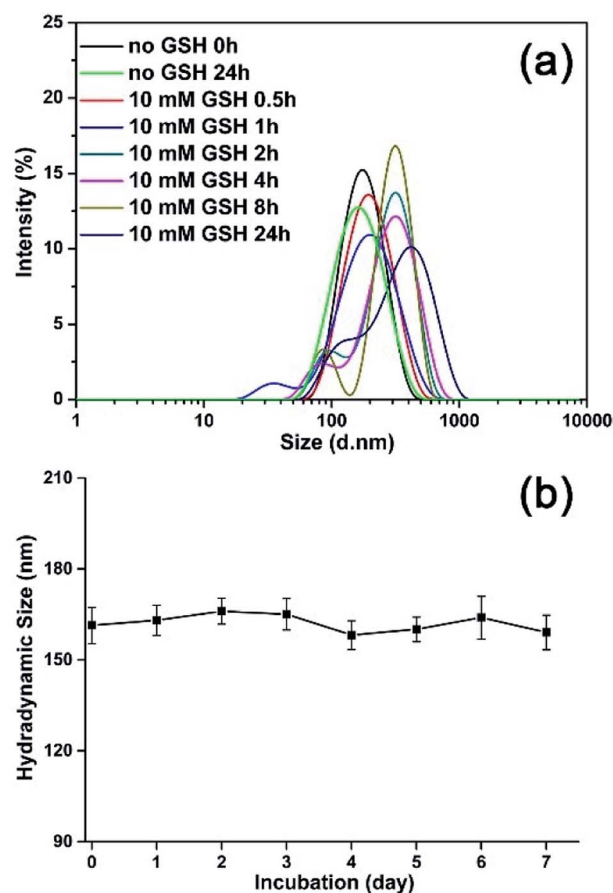 (a)
no GSH 0h
no GSH 24h
10 mM GSH 0.5h
10 mM GSH 1h
10 mM GSH 2h
10 mM GSH 4h
10 mM GSH 8h
10 mM GSH 24h
Intensity (%)
25
20
15
10
5
0
1 10 100 1000 10000
Size (d.nm)
(b)
Hydradynamic Size (nm)
210
180
150
120
90
0 1 2 3 4 5 6 7
Incubation (day)